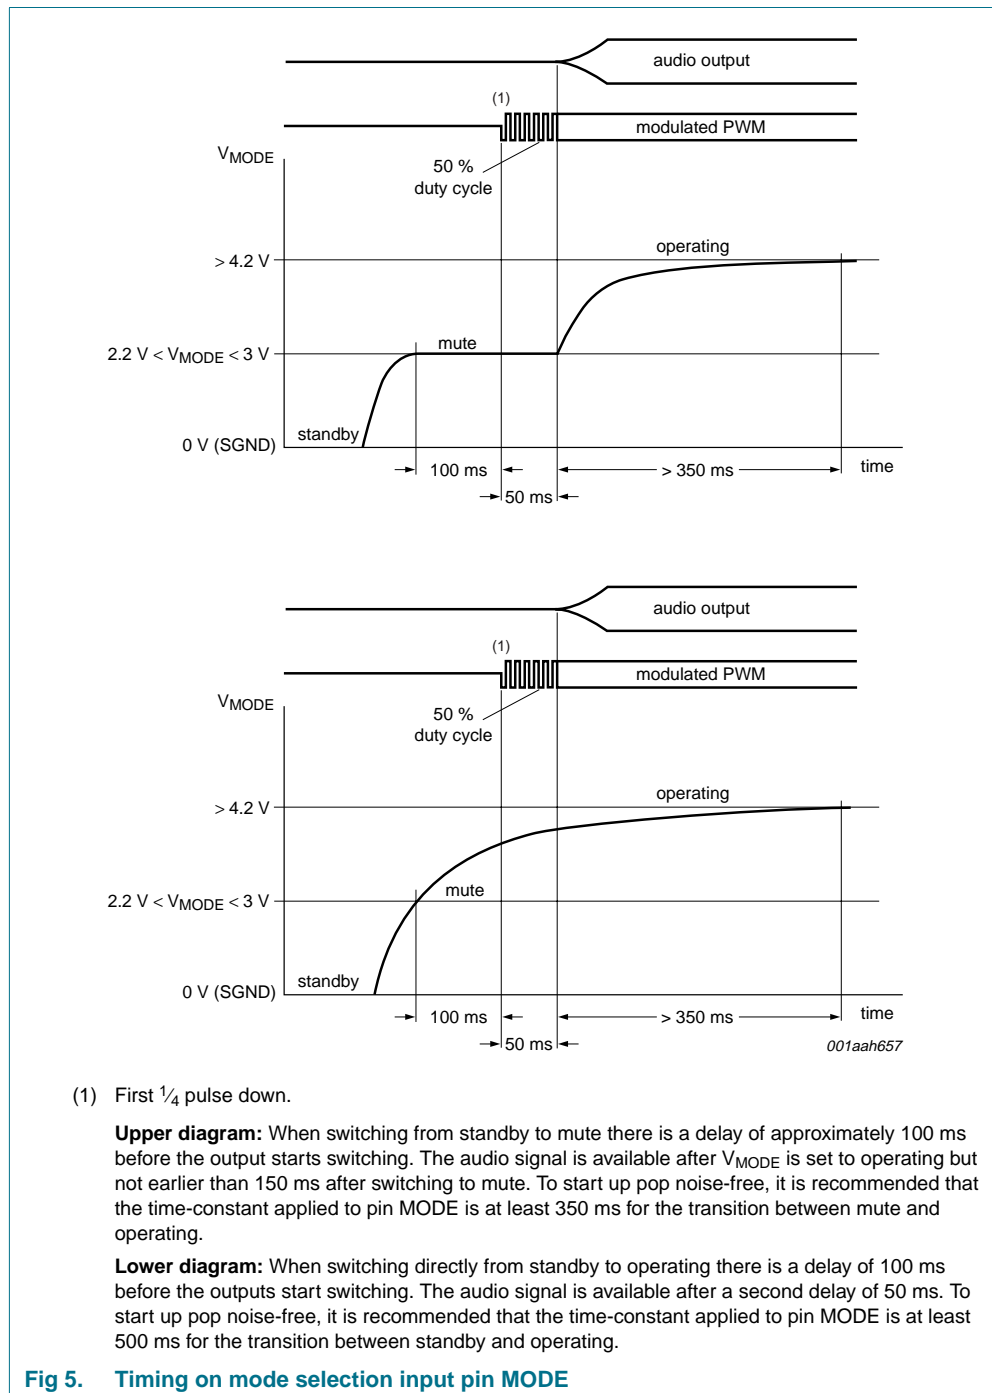 audio output
(1)
modulated PWM
VMODE
50 %
duty cycle
operating
> 4.2 V
mute
2.2 V < VMODE < 3 V
standby
0 V (SGND)
100 ms
> 350 ms
time
50 ms
audio output
(1)
modulated PWM
VMODE
50 %
duty cycle
operating
> 4.2 V
mute
2.2 V < VMODE < 3 V
standby
0 V (SGND)
100 ms
> 350 ms
time
50 ms
001aah657
(1) First 1⁄4 pulse down.
Upper diagram: When switching from standby to mute there is a delay of approximately 100 ms
before the output starts switching. The audio signal is available after VMODE is set to operating but
not earlier than 150 ms after switching to mute. To start up pop noise-free, it is recommended that
the time-constant applied to pin MODE is at least 350 ms for the transition between mute and
operating.
Lower diagram: When switching directly from standby to operating there is a delay of 100 ms
before the outputs start switching. The audio signal is available after a second delay of 50 ms. To
start up pop noise-free, it is recommended that the time-constant applied to pin MODE is at least
500 ms for the transition between standby and operating.
Fig 5. Timing on mode selection input pin MODE